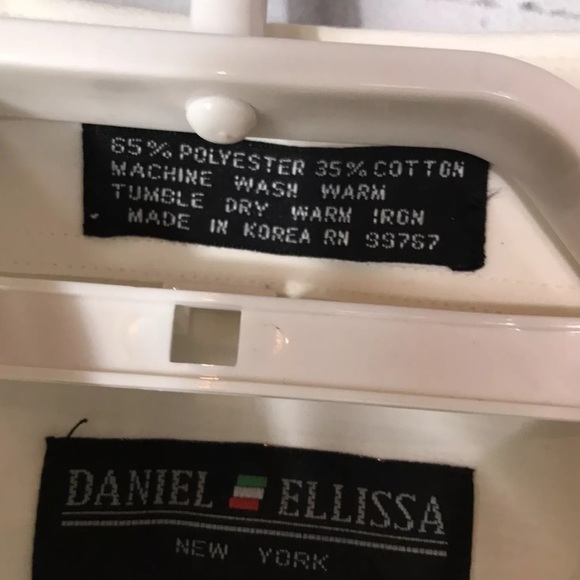 65% POLYESTER 35% COTTON
MACHINE WASH WARM
TUMBLE DRY WARM IRON
MADE IN KOREA RN 99767
DANIEL ELLISSA
NEW YORK